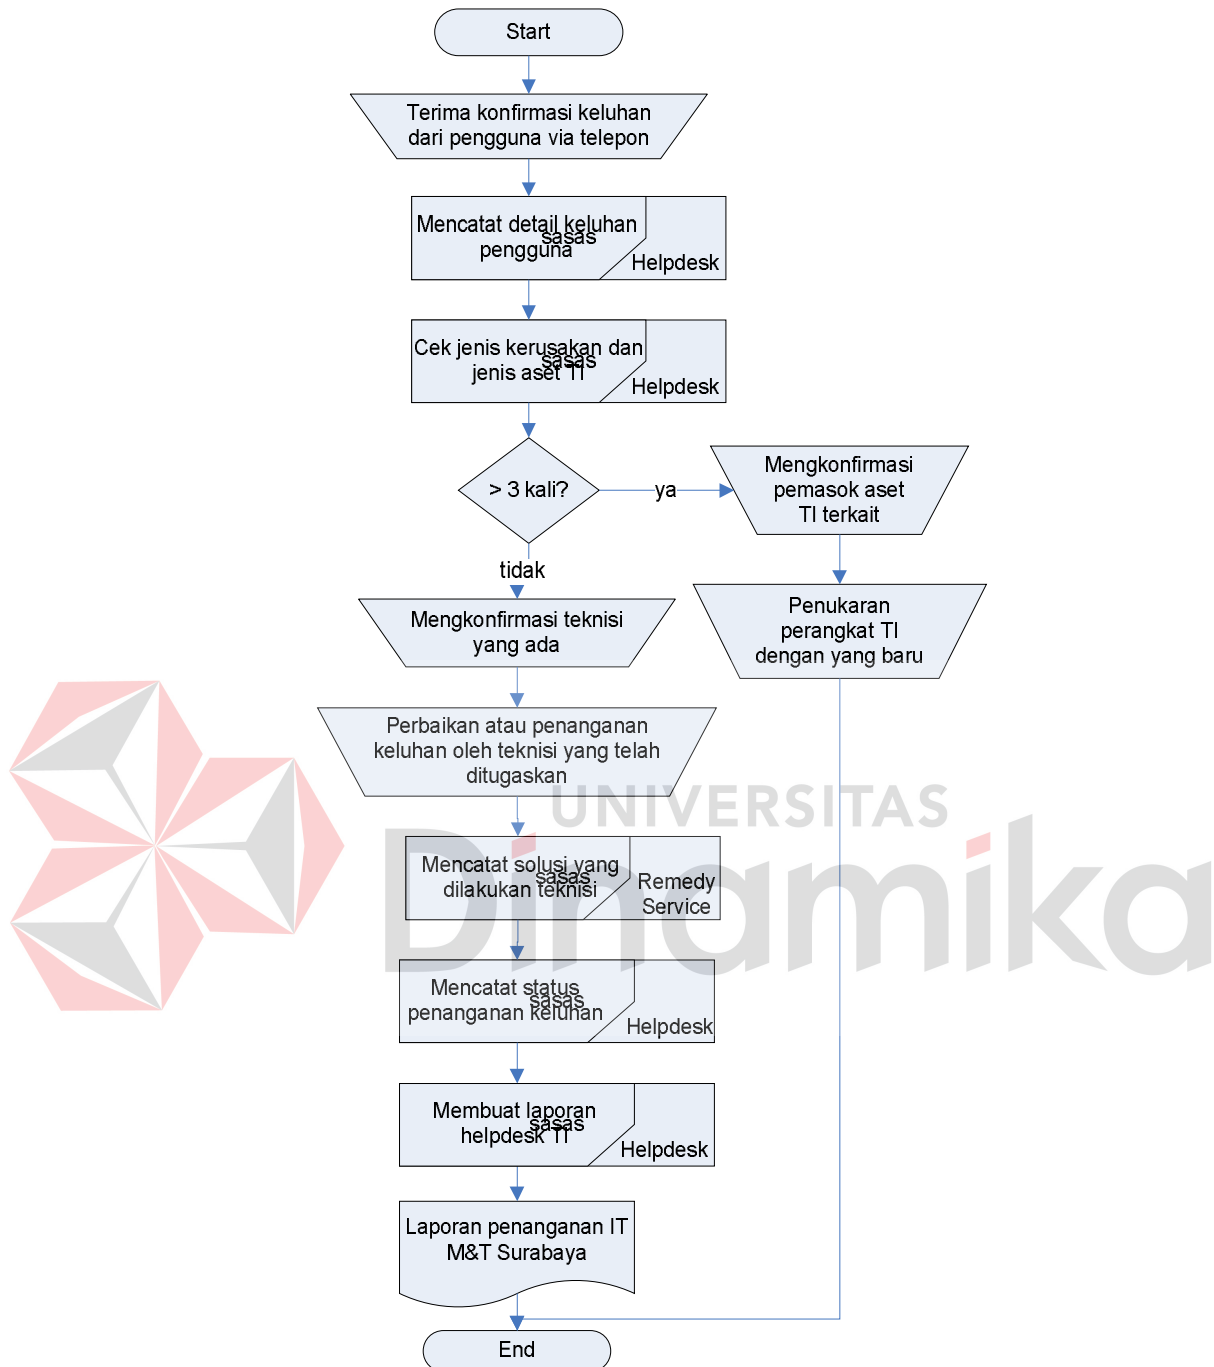 Start
Terima konfirmasi keluhan
dari pengguna via telepon
Mencatat detail keluhan
sasas
pengguna
Helpdesk
Cek jenis kerusakan dan
sasas
jenis aset TI
Helpdesk
> 3 kali?
ya
Mengkonfirmasi
pemasok aset
TI terkait
tidak
Penukaran
perangkat TI
dengan yang baru
Mengkonfirmasi teknisi
yang ada
Perbaikan atau penanganan
keluhan oleh teknisi yang telah
ditugaskan
UNIVERSITAS
Dinamika
Mencatat solusi yang
sasas
dilakukan teknisi
Remedy
Service
Mencatat status
sasas
penanganan keluhan
Helpdesk
Membuat laporan
sasas
helpdesk TI
Helpdesk
Laporan penanganan IT
M&T Surabaya
End